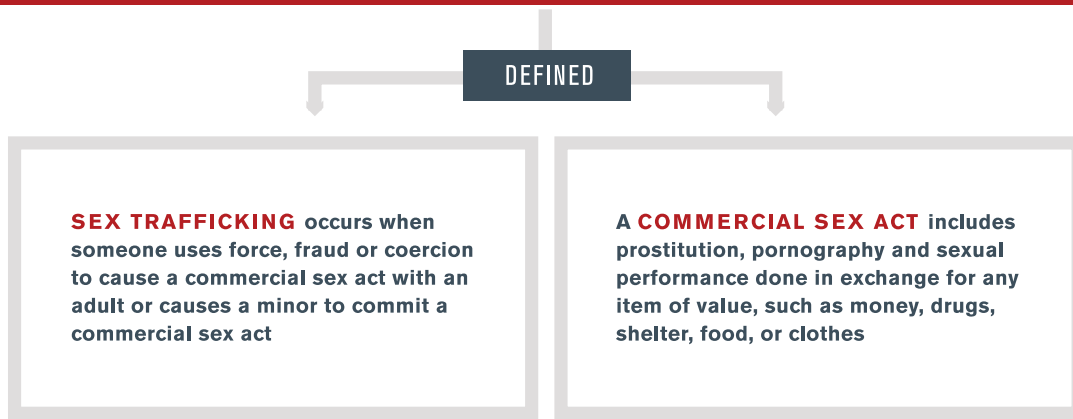 DEFINED
SEX TRAFFICKING occurs when
someone uses force, fraud or coercion
to cause a commercial sex act with an
adult or causes a minor to commit a
commercial sex act
A COMMERCIAL SEX ACT includes
prostitution, pornography and sexual
performance done in exchange for any
item of value, such as money, drugs,
shelter, food, or clothes